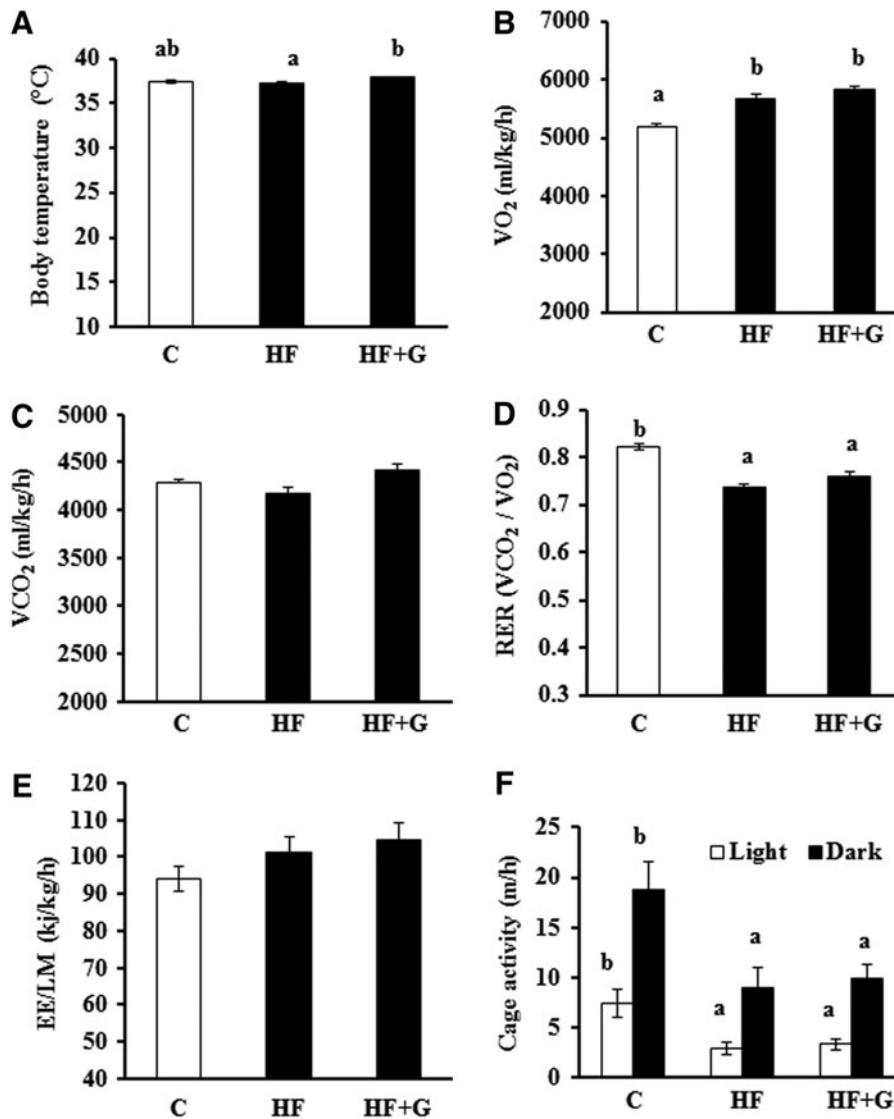 A
Body temperature (°C)
40
35
30
25
20
15
10
ab
a
b
C
HF
HF+G
B
VO₂ (ml/kg/h)
7000
6000
5000
4000
3000
2000
a
b
b
C
HF
HF+G
C
VCO₂ (ml/kg/h)
5000
4500
4000
3500
3000
2500
2000
C
HF
HF+G
D
RER (VCO₂ / VO₂)
0.9
0.8
0.7
0.6
0.5
0.4
0.3
b
a
a
C
HF
HF+G
E
EE/LM (kj/kg/h)
120
110
100
90
80
70
60
50
40
C
HF
HF+G
F
Cage activity (m/h)
25
20
15
10
5
0
Light
Dark
b
b
a
a
a
a
C
HF
HF+G